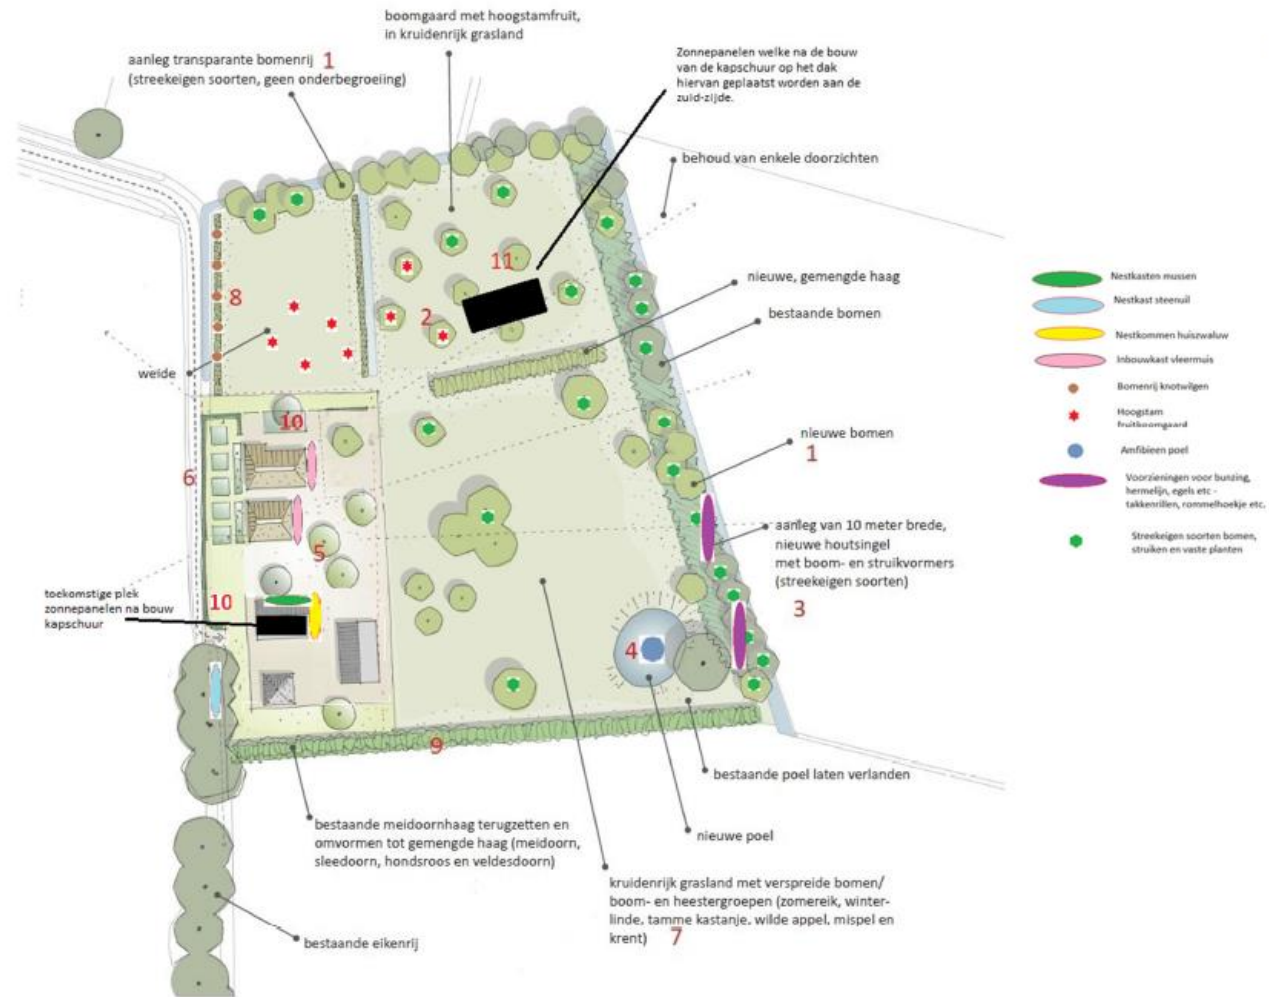 boomgaard met hoogstamfruit,
in kruidenrijk grasland
aanleg transparante bomenrij 1
(streekeigen soorten, geen onderbegroeiing)
Zonnepanelen welke na de bouw
van de kapschuur op het dak
hiervan geplaatst worden aan de
zuid-zijde.
behoud van enkele doorzichten
11
nieuwe, gemengde haag
8
2
bestaande bomen
weide
10
nieuwe bomen
1
6
aanleg van 10 meter brede,
nieuwe houtsingel
met boom- en struikvormers
(streekeigen soorten)
3
5
toekomstige plek
zonnepanelen na bouw
kapschuur
10
4
9
bestaande poel laten verlanden
bestaande meidoornhaag terugzetten en
omvormen tot gemengde haag (meidoorn,
sleedoorn, hondsroos en veldesdoorn)
nieuwe poel
kruidenrijk grasland met verspreide bomen/
boom- en heestergroepen (zomereik, winter-
linde, tamme kastanje, wilde appel, mispel en
krent) 7
bestaande eikenrij
Nestkasten mussen
Nestkast steenuil
Nestkommen huiszwaluw
Inbouwkast vleermuis
Bomenrij knotwilgen
Hoogstam
fruitboomgaard
Amfibieen poel
Voorzieningen voor bunzing,
hermelijn, egels etc -
takkenrillen, rommelhoekje etc.
Streekeigen soorten bomen,
struiken en vaste planten